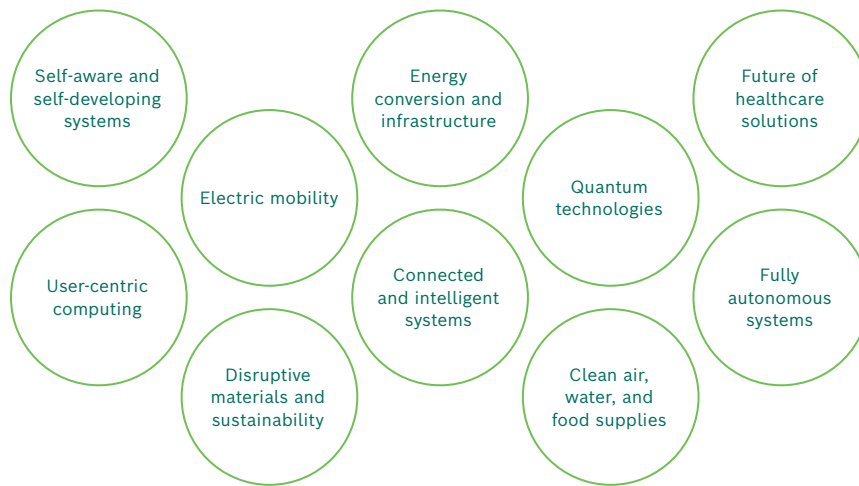 Self-aware and
self-developing
systems
Energy
conversion and
infrastructure
Future of
healthcare
solutions
Electric mobility
Quantum
technologies
User-centric
computing
Connected
and intelligent
systems
Fully
autonomous
systems
Disruptive
materials and
sustainability
Clean air,
water, and
food supplies